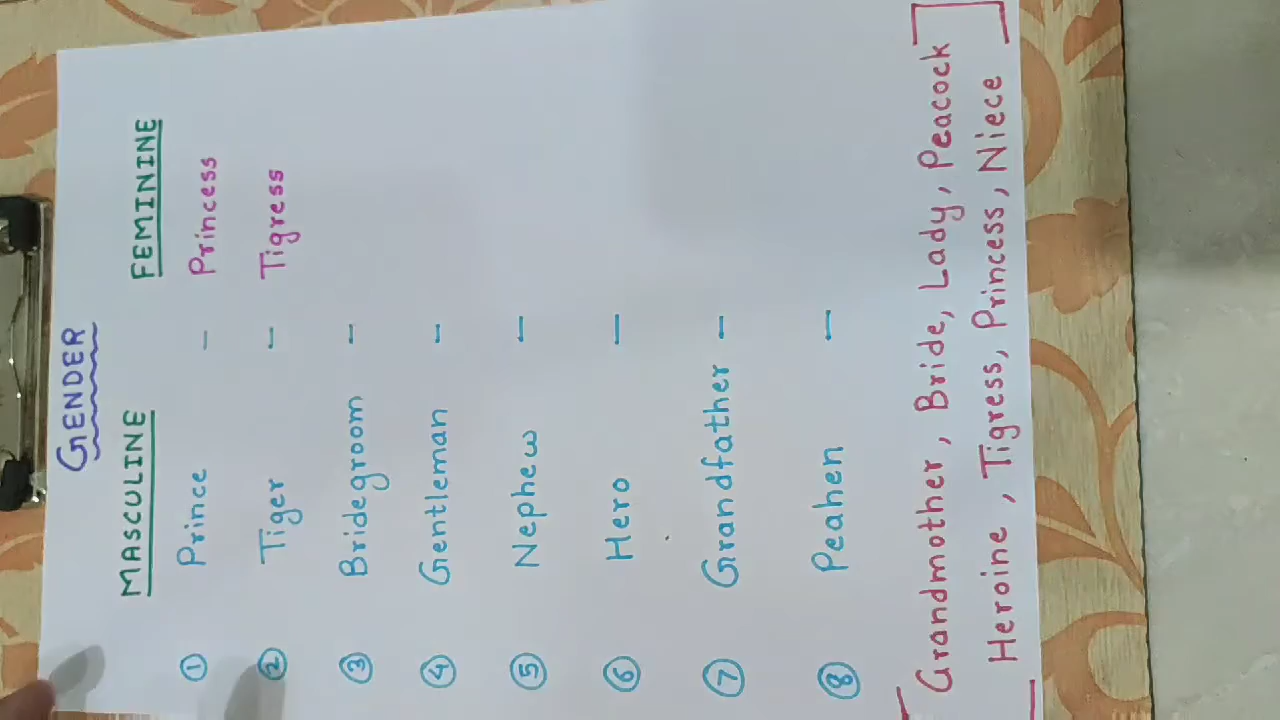 GENDER
MASCULINE FEMININE
① Prince - Princess
② Tiger - Tigress
③ Bridegroom -
④ Gentleman -
⑤ Nephew -
⑥ Hero -
⑦ Grandfather -
⑧ Peahen -
[Grandmother, Bride, Lady, Peacock
Heroine, Tigress, Princess, Niece]